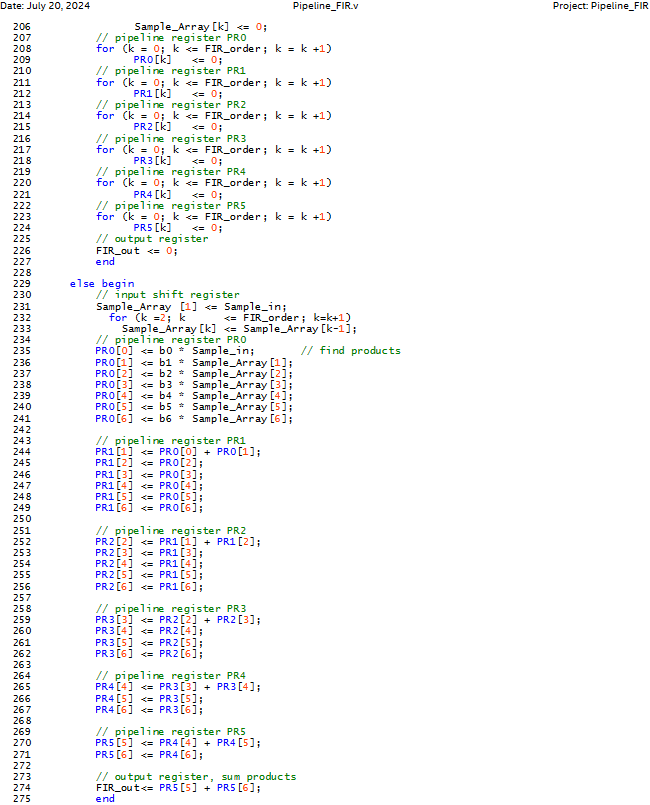 Date: July 20, 2024 Pipeline_FIR.v Project: Pipeline_FIR
206 Sample_Array[k] <= 0;
207 // pipeline register PR0
208 for (k = 0; k <= FIR_order; k = k +1)
209 PR0[k] <= 0;
210 // pipeline register PR1
211 for (k = 0; k <= FIR_order; k = k +1)
212 PR1[k] <= 0;
213 // pipeline register PR2
214 for (k = 0; k <= FIR_order; k = k +1)
215 PR2[k] <= 0;
216 // pipeline register PR3
217 for (k = 0; k <= FIR_order; k = k +1)
218 PR3[k] <= 0;
219 // pipeline register PR4
220 for (k = 0; k <= FIR_order; k = k +1)
221 PR4[k] <= 0;
222 // pipeline register PR5
223 for (k = 0; k <= FIR_order; k = k +1)
224 PR5[k] <= 0;
225 // output register
226 FIR_out <= 0;
227 end
228
229 else begin
230 // input shift register
231 Sample_Array [1] <= Sample_in;
232 for (k =2; k <= FIR_order; k=k+1)
233 Sample_Array[k] <= Sample_Array[k-1];
234 // pipeline register PR0
235 PR0[0] <= b0 * Sample_in; // find products
236 PR0[1] <= b1 * Sample_Array[1];
237 PR0[2] <= b2 * Sample_Array[2];
238 PR0[3] <= b3 * Sample_Array[3];
239 PR0[4] <= b4 * Sample_Array[4];
240 PR0[5] <= b5 * Sample_Array[5];
241 PR0[6] <= b6 * Sample_Array[6];
242
243 // pipeline register PR1
244 PR1[1] <= PR0[0] + PR0[1];
245 PR1[2] <= PR0[2];
246 PR1[3] <= PR0[3];
247 PR1[4] <= PR0[4];
248 PR1[5] <= PR0[5];
249 PR1[6] <= PR0[6];
250
251 // pipeline register PR2
252 PR2[2] <= PR1[1] + PR1[2];
253 PR2[3] <= PR1[3];
254 PR2[4] <= PR1[4];
255 PR2[5] <= PR1[5];
256 PR2[6] <= PR1[6];
257
258 // pipeline register PR3
259 PR3[3] <= PR2[2] + PR2[3];
260 PR3[4] <= PR2[4];
261 PR3[5] <= PR2[5];
262 PR3[6] <= PR2[6];
263
264 // pipeline register PR4
265 PR4[4] <= PR3[3] + PR3[4];
266 PR4[5] <= PR3[5];
267 PR4[6] <= PR3[6];
268
269 // pipeline register PR5
270 PR5[5] <= PR4[4] + PR4[5];
271 PR5[6] <= PR4[6];
272
273 // output register, sum products
274 FIR_out<= PR5[5] + PR5[6];
275 end